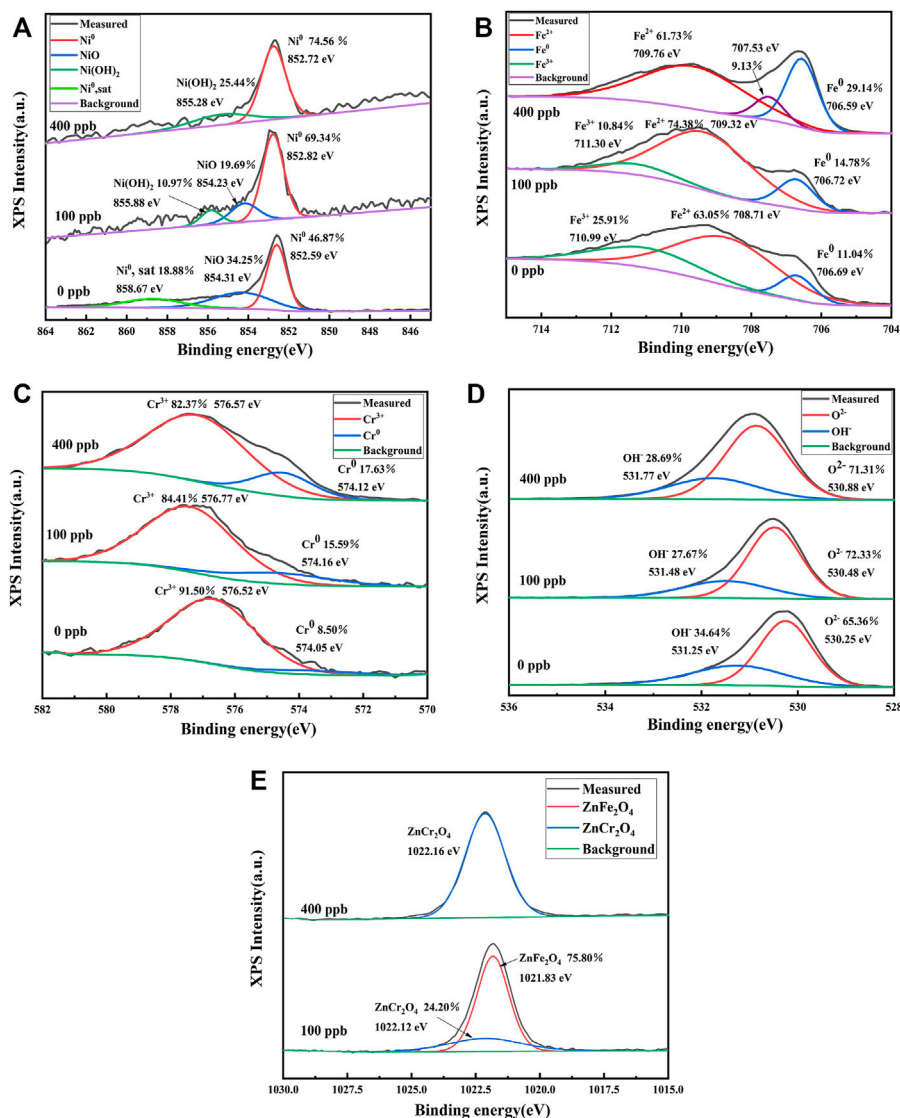 A
Measured
Ni⁰
NiO
Ni(OH)₂
Ni⁰,sat
Background
Ni⁰ 74.56 %
852.72 eV
Ni(OH)₂ 25.44%
855.28 eV
400 ppb
Ni⁰ 69.34%
852.82 eV
NiO 19.69%
854.23 eV
Ni(OH)₂ 10.97%
855.88 eV
100 ppb
Ni⁰ 46.87%
852.59 eV
NiO 34.25%
854.31 eV
Ni⁰, sat 18.88%
858.67 eV
0 ppb
864 862 860 858 856 854 852 850 848 846
Binding energy(eV)
XPS Intensity(a.u.)
B
Measured
Fe²⁺
Fe⁰
Fe³⁺
Background
Fe²⁺ 61.73%
709.76 eV
707.53 eV
9.13%
Fe⁰ 29.14%
706.59 eV
400 ppb
Fe³⁺ 10.84%
711.30 eV
Fe²⁺ 74.38% 709.32 eV
Fe⁰ 14.78%
706.72 eV
100 ppb
Fe³⁺ 25.91%
710.99 eV
Fe²⁺ 63.05% 708.71 eV
Fe⁰ 11.04%
706.69 eV
0 ppb
714 712 710 708 706 704
Binding energy(eV)
XPS Intensity(a.u.)
C
Cr³⁺ 82.37% 576.57 eV
Measured
Cr³⁺
Cr⁰
Background
400 ppb
Cr⁰ 17.63%
574.12 eV
Cr³⁺ 84.41% 576.77 eV
100 ppb
Cr⁰ 15.59%
574.16 eV
Cr³⁺ 91.50% 576.52 eV
0 ppb
Cr⁰ 8.50%
574.05 eV
582 580 578 576 574 572 570
Binding energy(eV)
XPS Intensity(a.u.)
D
Measured
O²⁻
OH⁻
Background
400 ppb
OH⁻ 28.69%
531.77 eV
O²⁻ 71.31%
530.88 eV
100 ppb
OH⁻ 27.67%
531.48 eV
O²⁻ 72.33%
530.48 eV
0 ppb
OH⁻ 34.64%
531.25 eV
O²⁻ 65.36%
530.25 eV
536 534 532 530 528
Binding energy(eV)
XPS Intensity(a.u.)
E
Measured
ZnFe₂O₄
ZnCr₂O₄
Background
ZnCr₂O₄
1022.16 eV
400 ppb
ZnFe₂O₄ 75.80%
1021.83 eV
ZnCr₂O₄ 24.20%
1022.12 eV
100 ppb
1030.0 1027.5 1025.0 1022.5 1020.0 1017.5 1015.0
Binding energy(eV)
XPS Intensity(a.u.)